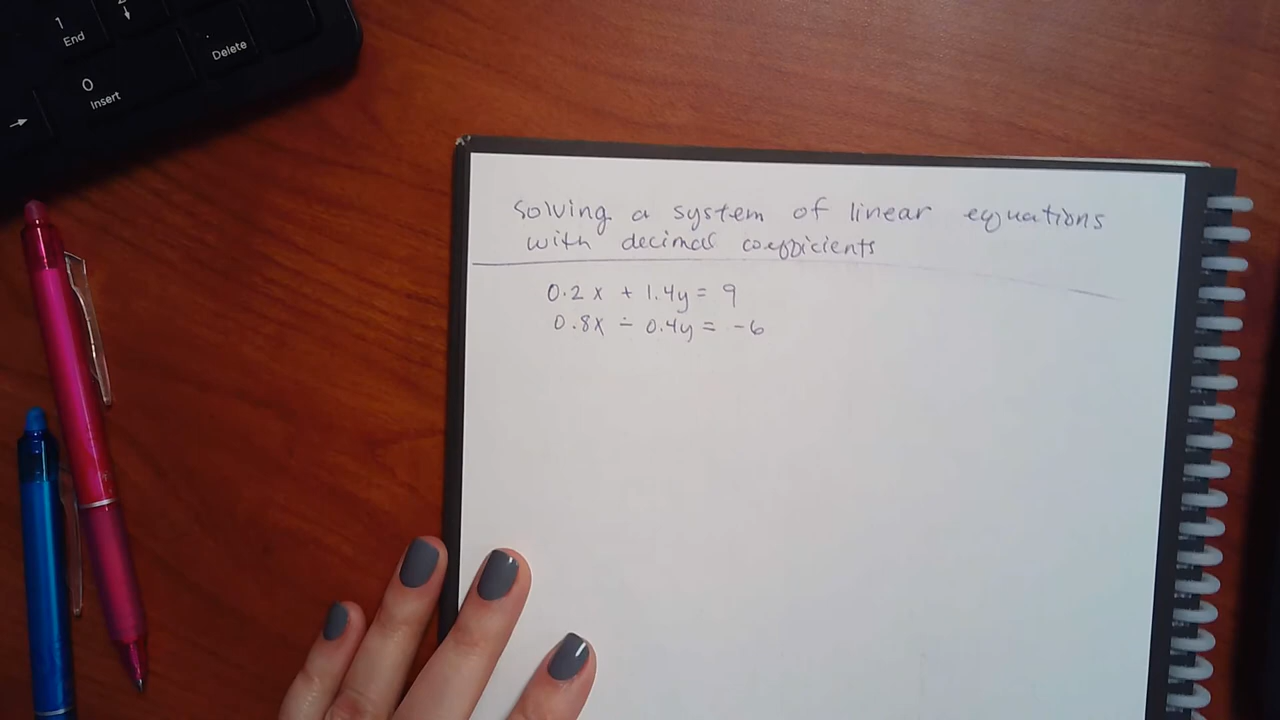 1
End
Delete
0
Insert
Solving a system of linear equations
with decimal coefficients
0.2x + 1.4y = 9
0.8x - 0.4y = -6